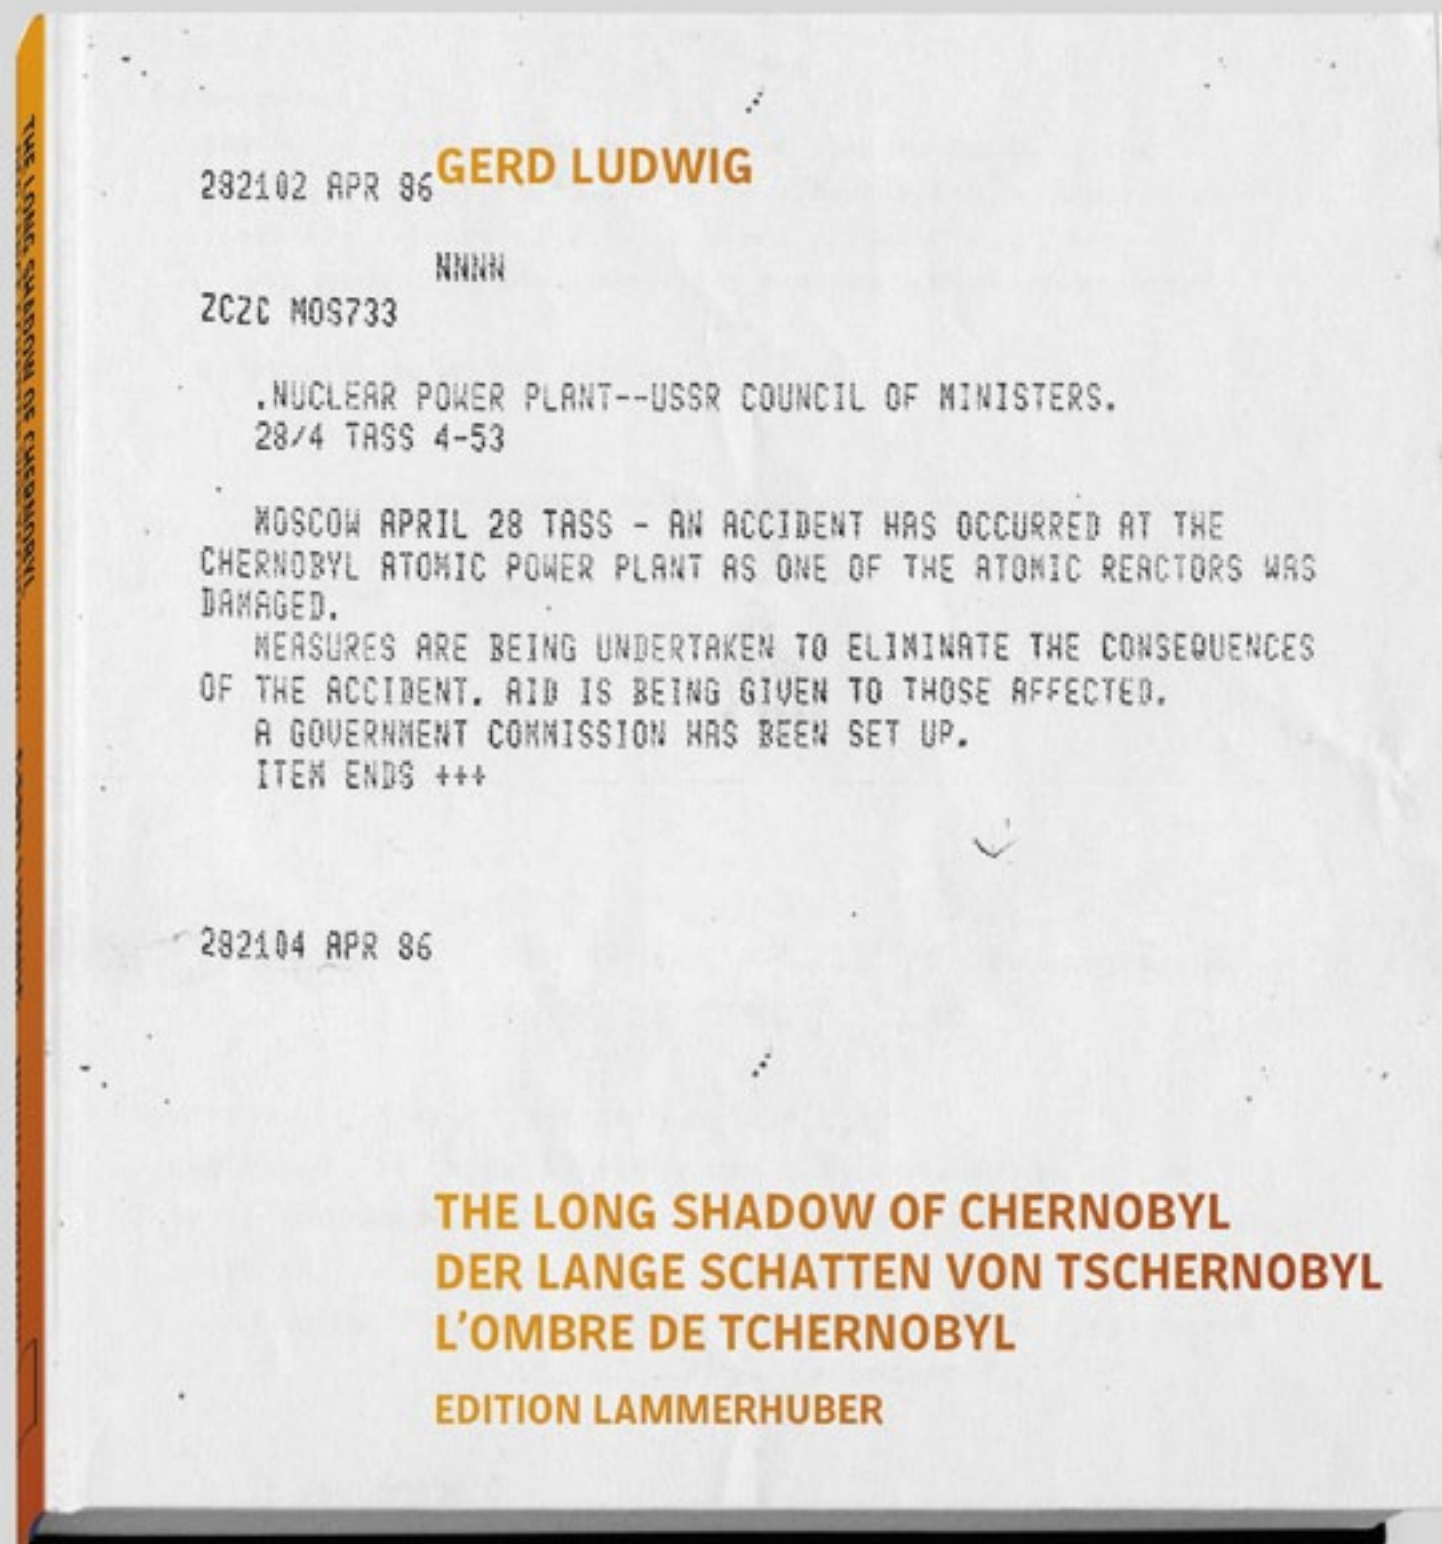 282102 APR 86
GERD LUDWIG
NNNN
ZCZC MOS733
.NUCLEAR POWER PLANT--USSR COUNCIL OF MINISTERS.
28/4 TASS 4-53
MOSCOW APRIL 28 TASS - AN ACCIDENT HAS OCCURRED AT THE
CHERNOBYL ATOMIC POWER PLANT AS ONE OF THE ATOMIC REACTORS WAS
DAMAGED.
MEASURES ARE BEING UNDERTAKEN TO ELIMINATE THE CONSEQUENCES
OF THE ACCIDENT. AID IS BEING GIVEN TO THOSE AFFECTED.
A GOVERNMENT COMMISSION HAS BEEN SET UP.
ITEM ENDS +++
282104 APR 86
THE LONG SHADOW OF CHERNOBYL
DER LANGE SCHATTEN VON TSCHERNOBYL
L'OMBRE DE TCHERNOBYL
EDITION LAMMERHUBER
THE LONG SHADOW OF CHERNOBYL